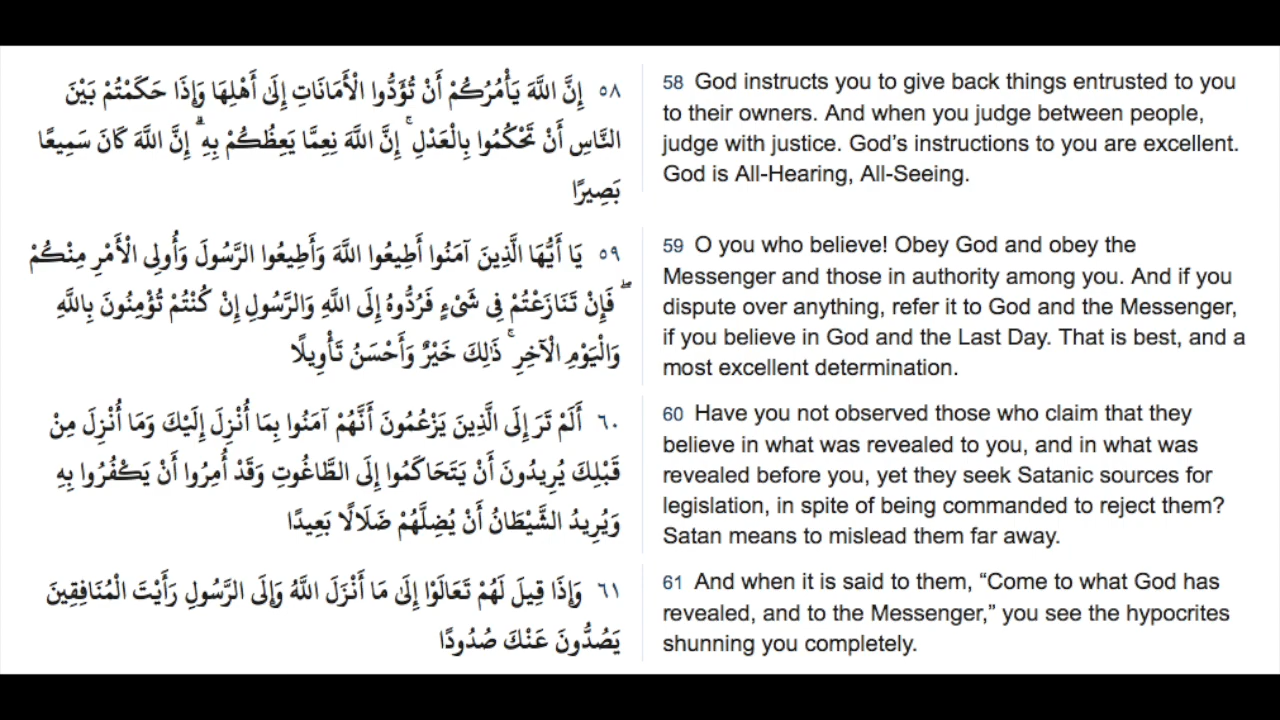 ٥٨ إِنَّ اللَّهَ يَأْمُرُكُمْ أَنْ تُؤَدُّوا الْأَمَانَاتِ إِلَىٰ أَهْلِهَا وَإِذَا حَكَمْتُمْ بَيْنَ
النَّاسِ أَنْ تَحْكُمُوا بِالْعَدْلِ ۚ إِنَّ اللَّهَ نِعِمَّا يَعِظُكُمْ بِهِ ۗ إِنَّ اللَّهَ كَانَ سَمِيعًا
بَصِيرًا
58 God instructs you to give back things entrusted to you
to their owners. And when you judge between people,
judge with justice. God’s instructions to you are excellent.
God is All-Hearing, All-Seeing.
٥٩ يَا أَيُّهَا الَّذِينَ آمَنُوا أَطِيعُوا اللَّهَ وَأَطِيعُوا الرَّسُولَ وَأُولِي الْأَمْرِ مِنْكُمْ
ۖ فَإِنْ تَنَازَعْتُمْ فِي شَيْءٍ فَرُدُّوهُ إِلَى اللَّهِ وَالرَّسُولِ إِنْ كُنْتُمْ تُؤْمِنُونَ بِاللَّهِ
وَالْيَوْمِ الْآخِرِ ۚ ذَٰلِكَ خَيْرٌ وَأَحْسَنُ تَأْوِيلًا
59 O you who believe! Obey God and obey the
Messenger and those in authority among you. And if you
dispute over anything, refer it to God and the Messenger,
if you believe in God and the Last Day. That is best, and a
most excellent determination.
٦٠ أَلَمْ تَرَ إِلَى الَّذِينَ يَزْعُمُونَ أَنَّهُمْ آمَنُوا بِمَا أُنْزِلَ إِلَيْكَ وَمَا أُنْزِلَ مِنْ
قَبْلِكَ يُرِيدُونَ أَنْ يَتَحَاكَمُوا إِلَى الطَّاغُوتِ وَقَدْ أُمِرُوا أَنْ يَكْفُرُوا بِهِ
وَيُرِيدُ الشَّيْطَانُ أَنْ يُضِلَّهُمْ ضَلَالًا بَعِيدًا
60 Have you not observed those who claim that they
believe in what was revealed to you, and in what was
revealed before you, yet they seek Satanic sources for
legislation, in spite of being commanded to reject them?
Satan means to mislead them far away.
٦١ وَإِذَا قِيلَ لَهُمْ تَعَالَوْا إِلَىٰ مَا أَنْزَلَ اللَّهُ وَإِلَى الرَّسُولِ رَأَيْتَ الْمُنَافِقِينَ
يَصُدُّونَ عَنْكَ صُدُودًا
61 And when it is said to them, “Come to what God has
revealed, and to the Messenger,” you see the hypocrites
shunning you completely.